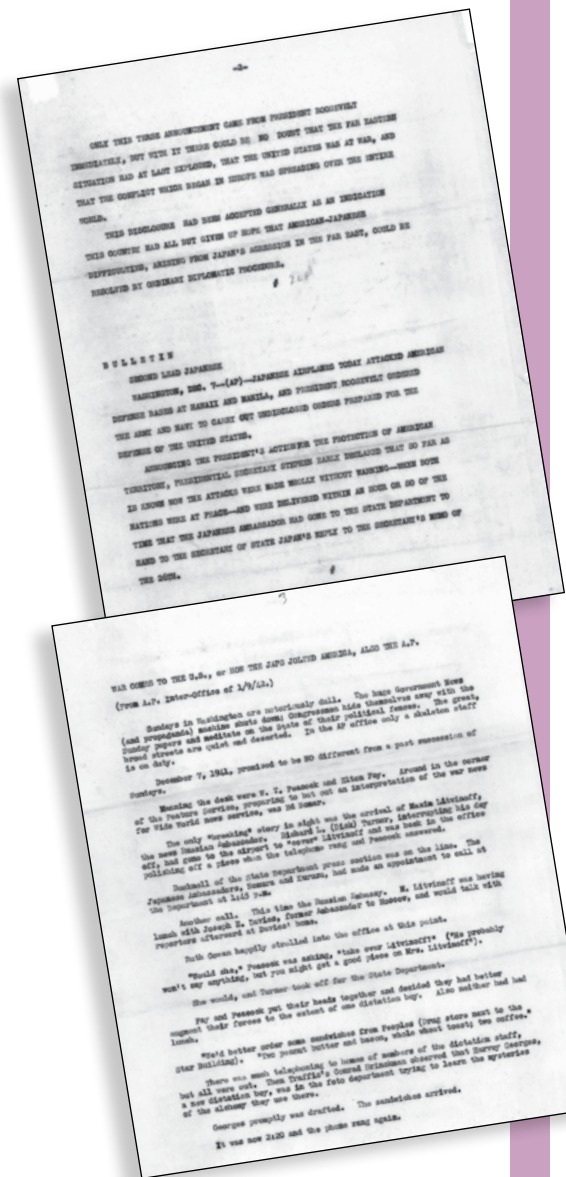 -2-
ONLY THIS TERSE ANNOUNCEMENT CAME FROM PRESIDENT ROOSEVELT
IMMEDIATELY, BUT WITH IT THERE COULD BE NO DOUBT THAT THE FAR EASTERN
SITUATION HAD AT LAST EXPLODED, THAT THE UNITED STATES WAS AT WAR, AND
THAT THE CONFLICT WHICH BEGAN IN EUROPE WAS SPREADING OVER THE ENTIRE
WORLD.
THIS DISCLOSURE HAD BEEN ACCEPTED GENERALLY AS AN INDICATION
THIS COUNTRY HAD ALL BUT GIVEN UP HOPE THAT AMERICAN-JAPANESE
DIFFICULTIES, ARISING FROM JAPAN'S AGRESSION IN THE FAR EAST, COULD BE
RESOLVED BY ORDINARY DIPLOMATIC PROCEDURE.
#
BULLETIN
SECOND LEAD JAPANESE
WASHINGTON, DEC. 7--(AP)--JAPANESE AIRPLANES TODAY ATTACKED AMERICAN
DEFENSE BASES AT HAWAII AND MANILA, AND PRESIDENT ROOSEVELT ORDERED
THE ARMY AND NAVY TO CARRY OUT UNDISCLOSED ORDERS PREPARED FOR THE
DEFENSE OF THE UNITED STATES.
ANNOUNCING THE PRESIDENT'S ACTION FOR THE PROTECTION OF AMERICAN
TERRITORY, PRESIDENTIAL SECRETARY STEPHEN EARLY DECLARED THAT SO FAR AS
IS KNOWN NOW THE ATTACKS WERE MADE WHOLLY WITHOUT WARNING--WHEN BOTH
NATIONS WERE AT PEACE--AND WERE DELIVERED WITHIN AN HOUR OR SO OF THE
TIME THAT THE JAPANESE AMBASSADOR HAD GONE TO THE STATE DEPARTMENT TO
HAND TO THE SECRETARY OF STATE JAPAN'S REPLY TO THE SECRETARY'S MEMO OF
THE 26TH.
#
3
WAR COMES TO THE U.S., or HOW THE JAPS JOLTED AMERICA, ALSO THE A.P.
(From A.P. Inter-Office of 1/9/42.)
Sundays in Washington are notoriously dull. The huge Government News
(and propaganda) machine shuts down; Congressmen hide themselves away with the
Sunday papers and meditate on the State of their political fences. The great,
broad streets are quiet and deserted. In the AP office only a skeleton staff
is on duty.
December 7, 1941, promised to be NO different from a past succession of
Sundays.
Manning the desk were W. T. Peacock and Elton Fay. Around in the corner
of the Feature Service, preparing to bat out an interpretation of the war news
for Wide World news service, was Ed Bomar.
The only "breaking" story in sight was the arrival of Maxim Litvinoff,
the new Russian Ambassador. Richard L. (Dick) Turner, interrupting his day
off, had gone to the airport to "cover" Litvinoff and was back in the office
polishing off a piece when the telephone rang and Peacock answered.
of the State Department press section was on the line. The
Japanese Ambassadors, Nomura and Kurusu, had made an appointment to call at
the Department at 1:45 p.m.
Another call. This time the Russian Embassy. M. Litvinoff was having
lunch with Joseph E. Davies, former Ambassador to Moscow, and would talk with
reporters afterward at Davies' home.
Ruth Cowan happily strolled into the office at this point.
"Would she," Peacock was asking, "take over Litvinoff?" ("He probably
won't say anything, but you might get a good piece on Mrs. Litvinoff").
She would, and Turner took off for the State Department.
Fay and Peacock put their heads together and decided they had better
augment their forces to the extent of one dictation boy. Also neither had had
lunch.
"We'd better order some sandwiches from Peoples (Drug store next to the
Star Building). "Two peanut butter and bacon, whole wheat toast; two coffee."
There was much telephoning to homes of members of the dictation staff,
but all were out. Then Traffic's Conrad observed that Harvey Georges,
a new dictation boy, was in the foto department trying to learn the mysteries
of the alchemy they use there.
Georges promptly was drafted. The sandwiches arrived.
It was now 2:20 and the phone rang again.